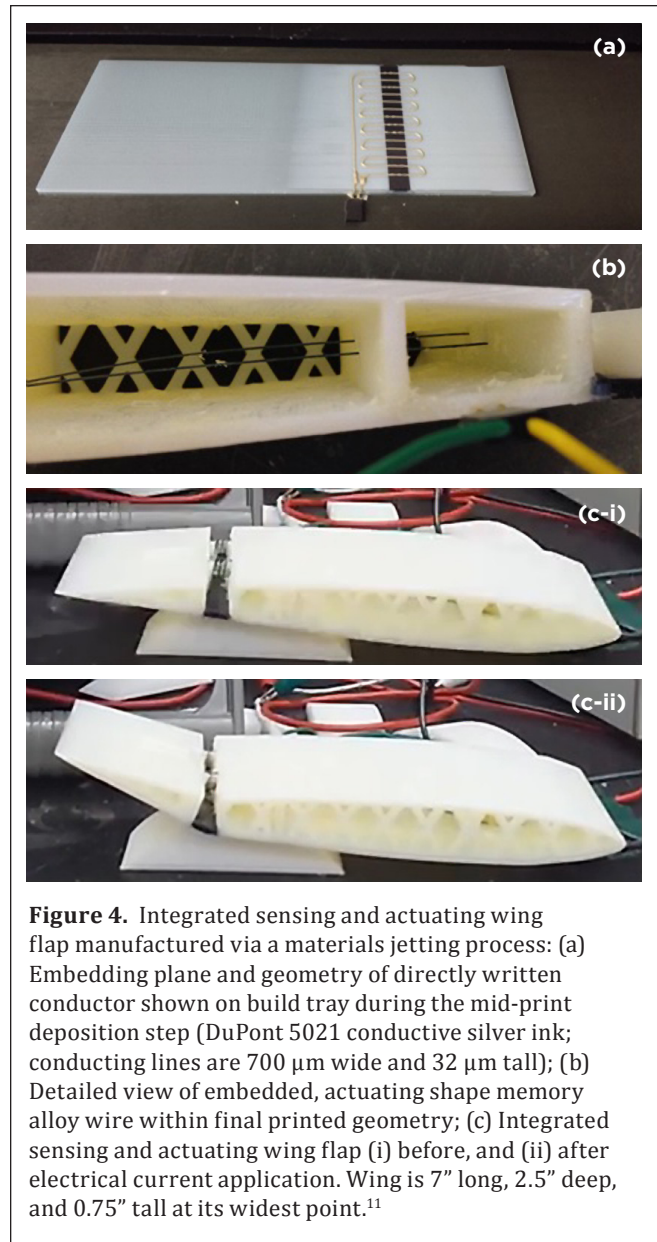 (a)
(b)
(c-i)
(c-ii)
Figure 4. Integrated sensing and actuating wing
flap manufactured via a materials jetting process: (a)
Embedding plane and geometry of directly written
conductor shown on build tray during the mid-print
deposition step (DuPont 5021 conductive silver ink;
conducting lines are 700 µm wide and 32 µm tall); (b)
Detailed view of embedded, actuating shape memory
alloy wire within final printed geometry; (c) Integrated
sensing and actuating wing flap (i) before, and (ii) after
electrical current application. Wing is 7” long, 2.5” deep,
and 0.75” tall at its widest point.¹¹